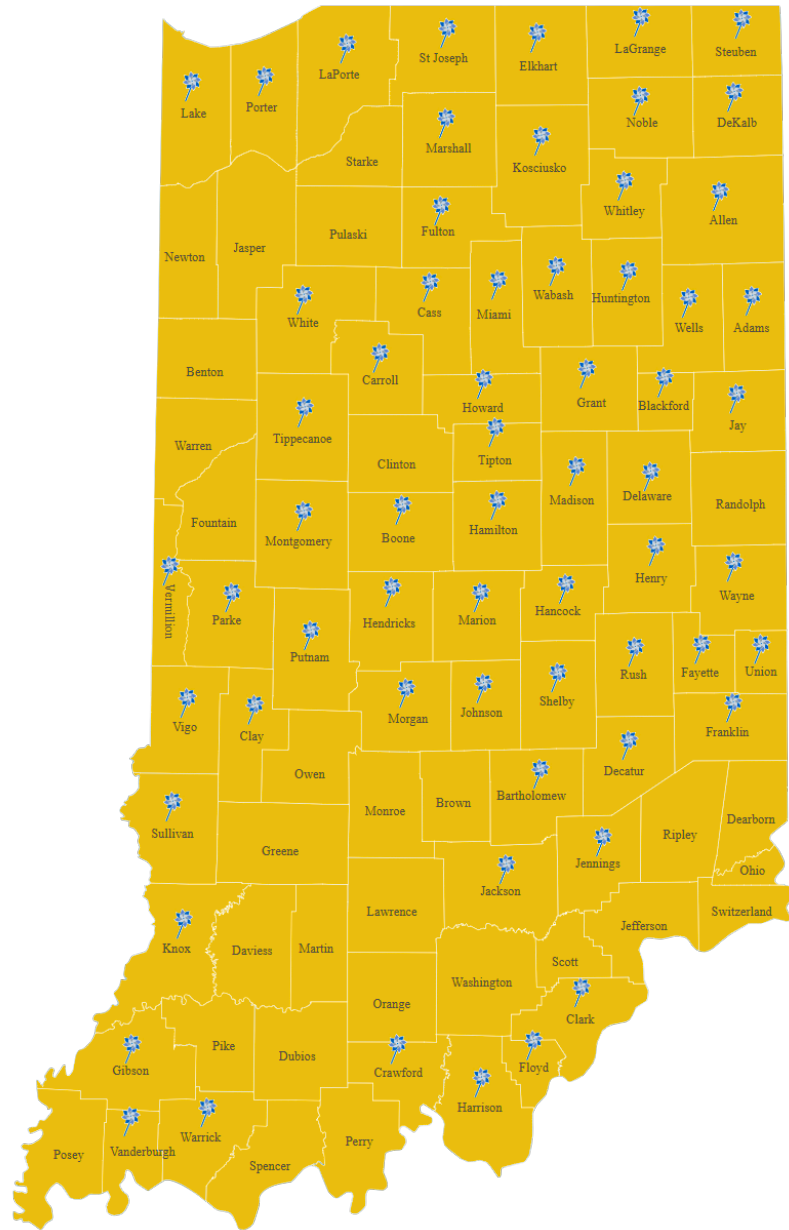 LaGrange
Steuben
St Joseph
Elkhart
LaPorte
Lake
Porter
Noble
DeKalb
Marshall
Starke
Kosciusko
Whitley
Allen
Fulton
Pulaski
Jasper
Newton
White
Cass
Miami
Wabash
Huntington
Wells
Adams
Benton
Carroll
Howard
Grant
Blackford
Jay
Tippecanoe
Warren
Clinton
Tipton
Madison
Delaware
Randolph
Fountain
Montgomery
Boone
Hamilton
Henry
Wayne
Vermillion
Parke
Hendricks
Marion
Hancock
Putnam
Rush
Fayette
Union
Vigo
Clay
Morgan
Johnson
Shelby
Franklin
Owen
Decatur
Monroe
Brown
Bartholomew
Dearborn
Sullivan
Greene
Jennings
Ripley
Ohio
Jackson
Lawrence
Switzerland
Jefferson
Knox
Daviess
Martin
Washington
Scott
Orange
Clark
Gibson
Pike
Dubios
Crawford
Floyd
Harrison
Posey
Vanderburgh
Warrick
Spencer
Perry